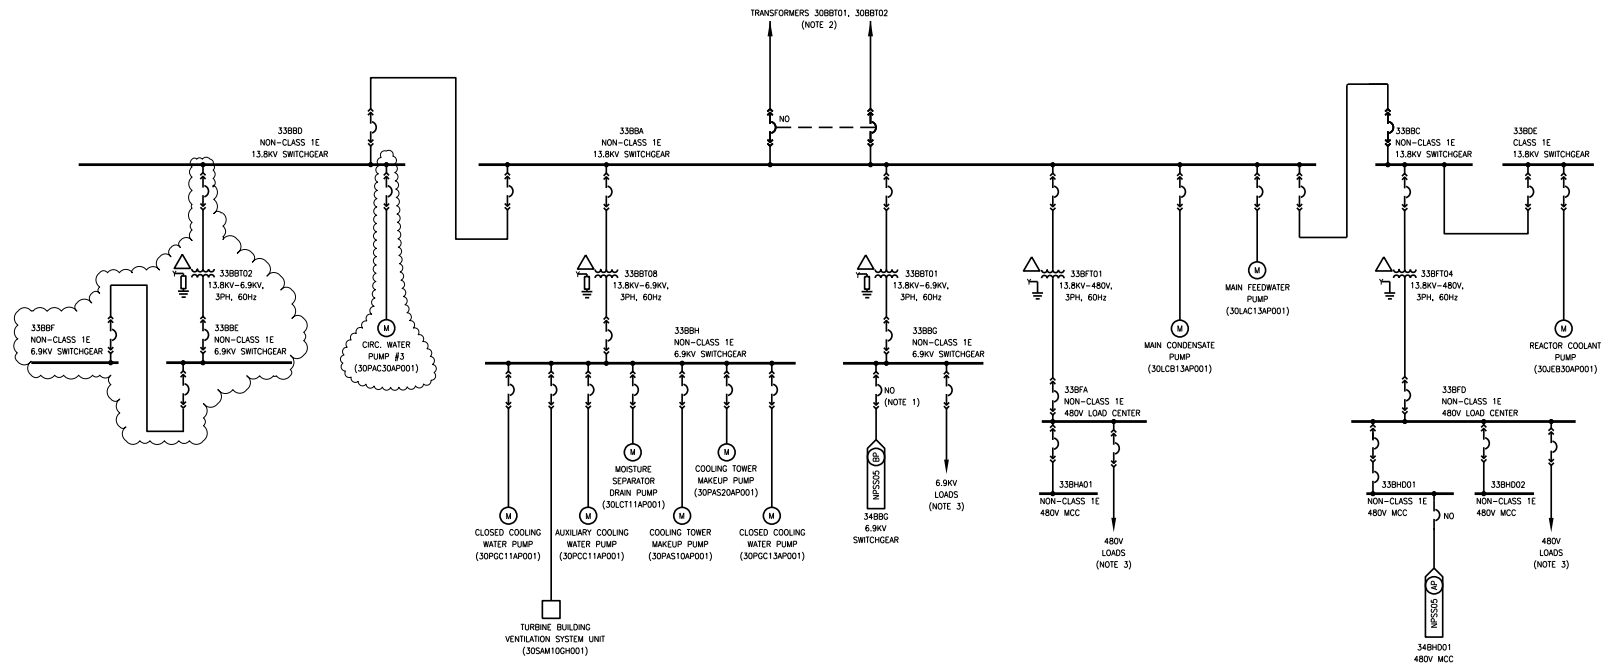 TRANSFORMERS 30BBT01, 30BBT02
(NOTE 2)
NO
33BBD
NON-CLASS 1E
13.8KV SWITCHGEAR
33BBA
NON-CLASS 1E
13.8KV SWITCHGEAR
33BBC
NON-CLASS 1E
13.8KV SWITCHGEAR
33BDE
CLASS 1E
13.8KV SWITCHGEAR
Y
33BBT02
13.8KV-6.9KV,
3PH, 60Hz
Y
33BBT08
13.8KV-6.9KV,
3PH, 60Hz
Y
33BBT01
13.8KV-6.9KV,
3PH, 60Hz
Y
33BFT01
13.8KV-480V,
3PH, 60Hz
Y
33BFT04
13.8KV-480V,
3PH, 60Hz
M
MAIN FEEDWATER
PUMP
(30LAC13AP001)
33BBF
NON-CLASS 1E
6.9KV SWITCHGEAR
33BBE
NON-CLASS 1E
6.9KV SWITCHGEAR
M
CIRC. WATER
PUMP #3
(30PAC30AP001)
33BBH
NON-CLASS 1E
6.9KV SWITCHGEAR
33BBG
NON-CLASS 1E
6.9KV SWITCHGEAR
M
MAIN CONDENSATE
PUMP
(30LCB13AP001)
M
REACTOR COOLANT
PUMP
(30JEB30AP001)
NO
(NOTE 1)
33BFA
NON-CLASS 1E
480V LOAD CENTER
33BFD
NON-CLASS 1E
480V LOAD CENTER
M
MOISTURE
SEPARATOR
DRAIN PUMP
(30LCT11AP001)
M
COOLING TOWER
MAKEUP PUMP
(30PAS20AP001)
BP
NPSS05
34BBG
6.9KV
SWITCHGEAR
6.9KV
LOADS
(NOTE 3)
33BHA01
NON-CLASS 1E
480V MCC
33BHD01
NON-CLASS 1E
480V MCC
33BHD02
NON-CLASS 1E
480V MCC
NO
M
CLOSED COOLING
WATER PUMP
(30PGC11AP001)
M
AUXILIARY COOLING
WATER PUMP
(30PCC11AP001)
M
COOLING TOWER
MAKEUP PUMP
(30PAS10AP001)
M
CLOSED COOLING
WATER PUMP
(30PGC13AP001)
480V
LOADS
(NOTE 3)
480V
LOADS
(NOTE 3)
AP
NPSS05
34BHD01
480V MCC
TURBINE BUILDING
VENTILATION SYSTEM UNIT
(30SAM10GH001)